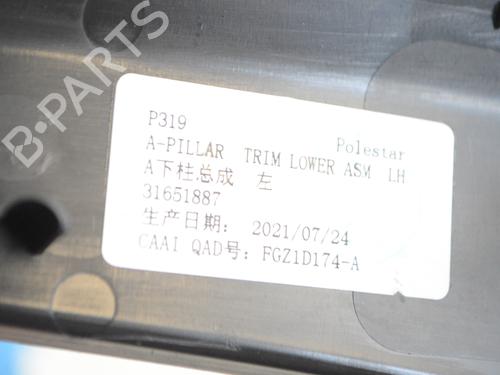 B-PARTS
P319 Polestar
A-PILLAR TRIM LOWER ASM LH
A下柱总成 左
31651887
生产日期: 2021/07/24
CAAI QAD号: FGZ1D174-A